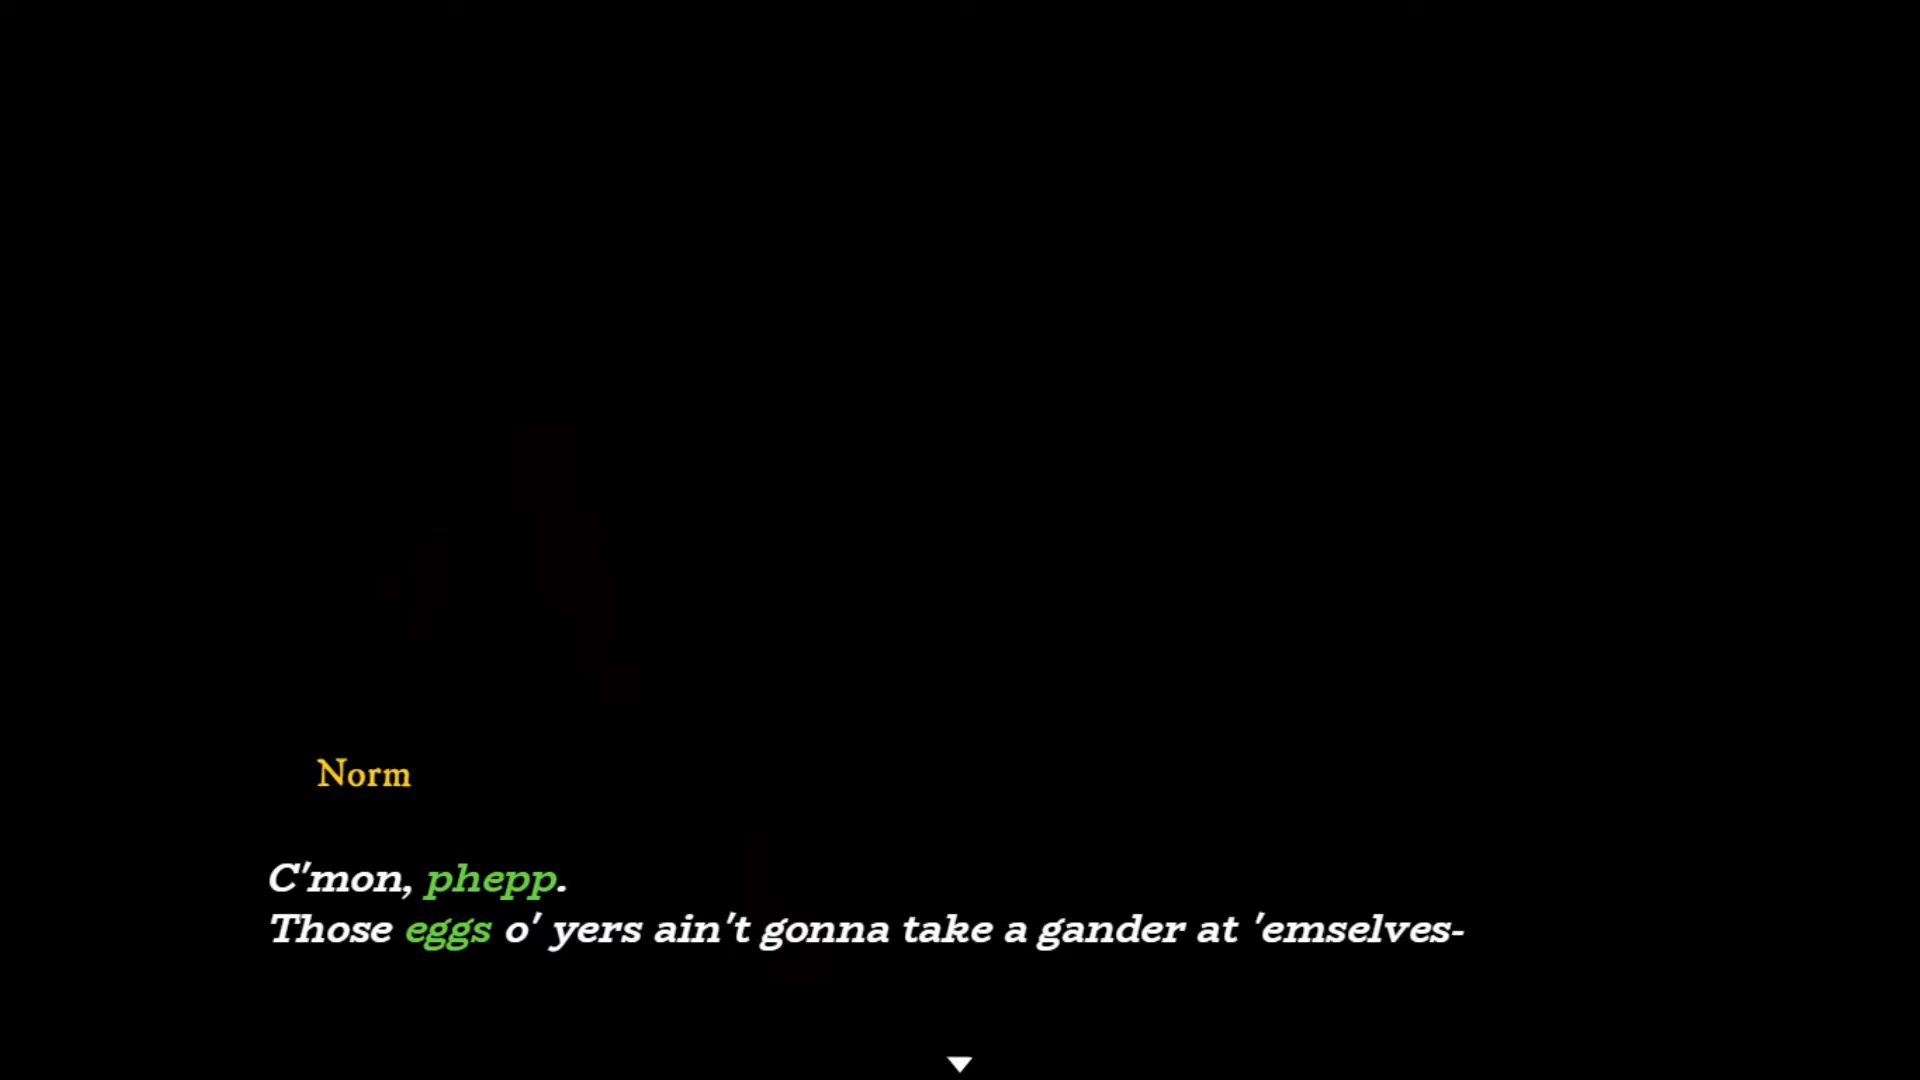 Norm
C'mon, phepp.
Those eggs o' yers ain't gonna take a gander at 'emselves-